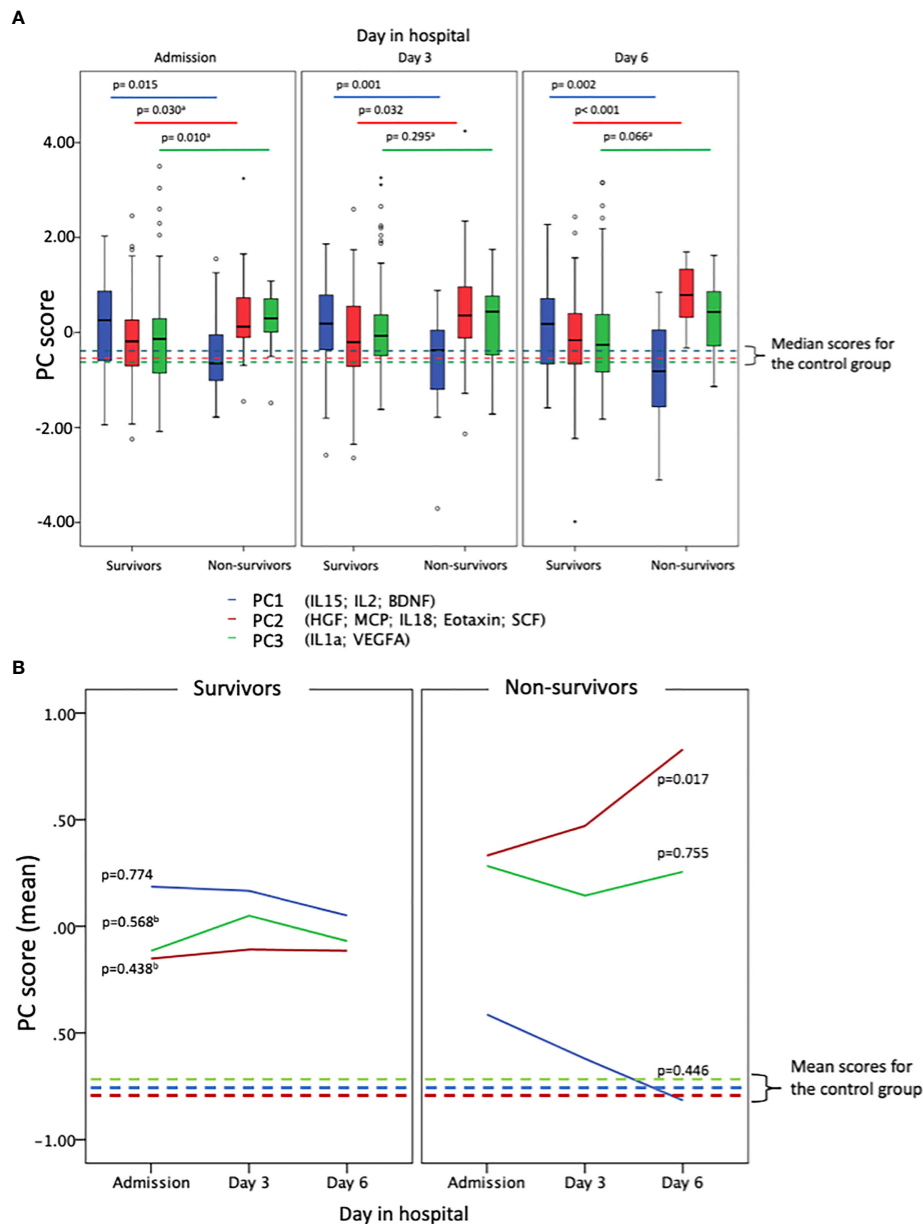 A
Day in hospital
Admission Day 3 Day 6
p= 0.015 p= 0.001 p= 0.002
p= 0.030ᵃ p= 0.032 p< 0.001
p= 0.010ᵃ p= 0.295ᵃ p= 0.066ᵃ
4.00
2.00
0
-2.00
-4.00
PC score
Median scores for
the control group
Survivors Non-survivors Survivors Non-survivors Survivors Non-survivors
PC1 (IL15; IL2; BDNF)
PC2 (HGF; MCP; IL18; Eotaxin; SCF)
PC3 (IL1a; VEGFA)
B
Survivors Non-survivors
1.00
.50
.00
.50
-1.00
PC score (mean)
p=0.774
p=0.568ᵇ
p=0.438ᵇ
p=0.017
p=0.755
p=0.446
Mean scores for
the control group
Admission Day 3 Day 6 Admission Day 3 Day 6
Day in hospital